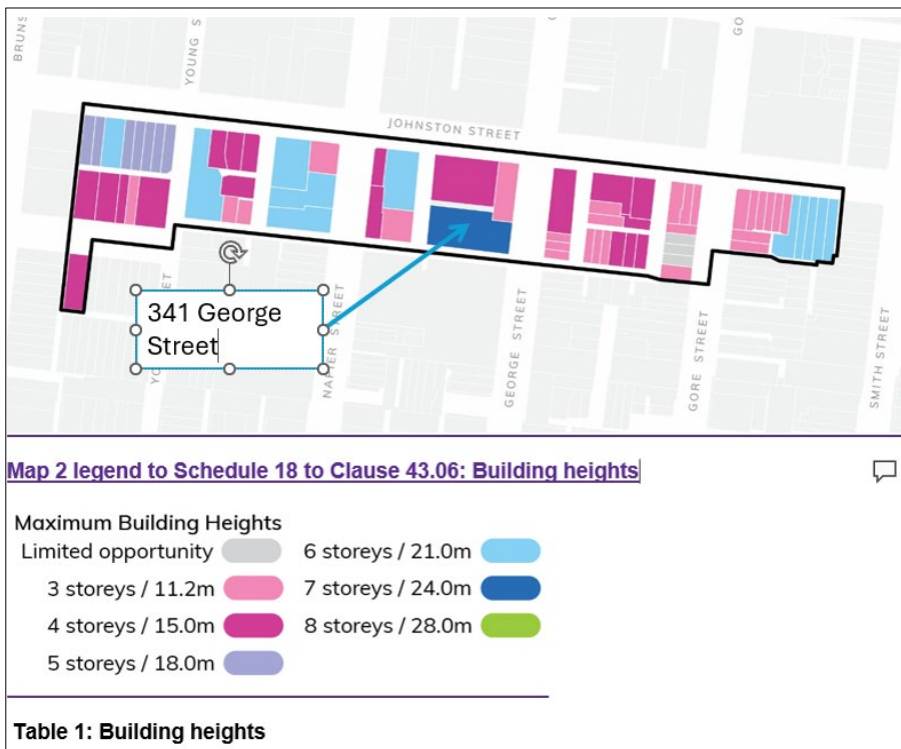 BRUNS
YOUNG S
GO
GO
JOHNSTON STREET
341 George
Street
YO
ET
NAPIER STREET
GEORGE STREET
GORE STREET
SMITH STREET
Map 2 legend to Schedule 18 to Clause 43.06: Building heights
Maximum Building Heights
Limited opportunity
6 storeys / 21.0m
3 storeys / 11.2m
7 storeys / 24.0m
4 storeys / 15.0m
8 storeys / 28.0m
5 storeys / 18.0m
Table 1: Building heights